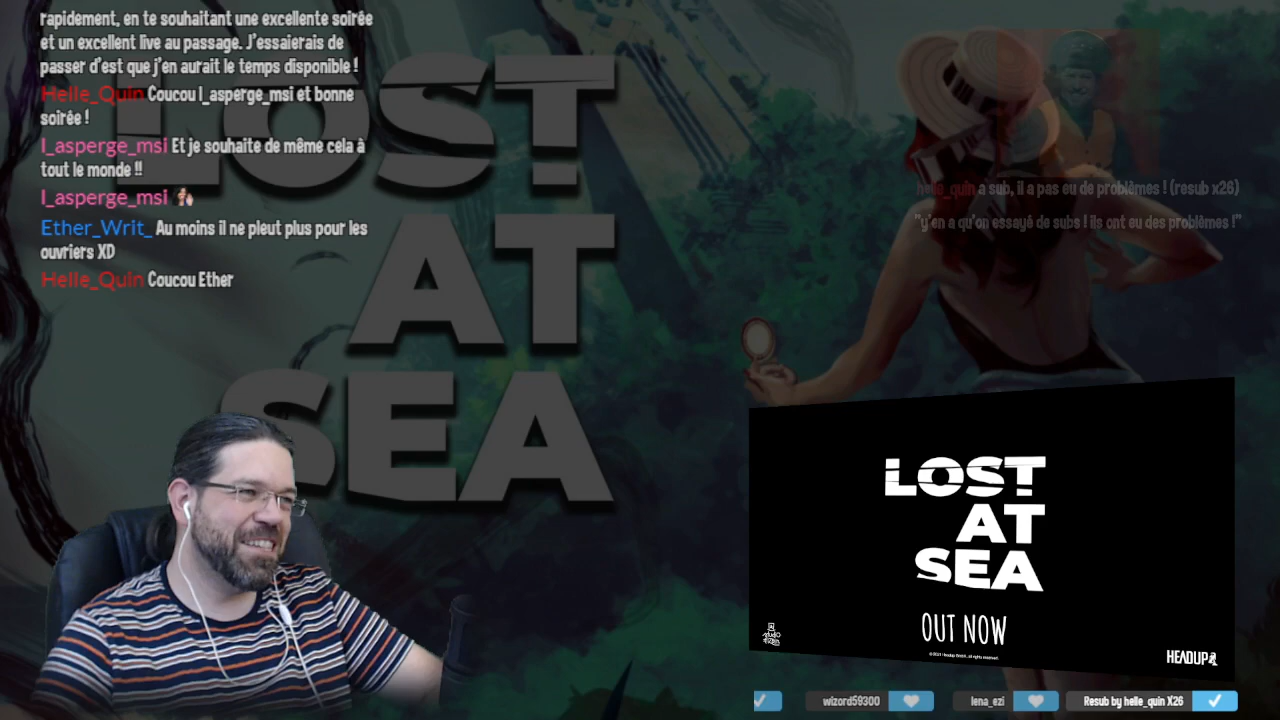 rapidement, en te souhaitant une excellente soirée
et un excellent live au passage. J'essaierais de
passer d'est que j'en aurait le temps disponible !
Helle_Quin Coucou l_asperge_msi et bonne
soirée !
l_asperge_msi Et je souhaite de même cela à
tout le monde !!
l_asperge_msi
Ether_Writ_ Au moins il ne pleut plus pour les
ouvriers XD
Helle_Quin Coucou Ether
LOST
AT
SEA
helle_quin a sub, il a pas eu de problèmes ! (resub x26)
"y'en a qu'on essayé de subs ! ils ont eu des problèmes !"
LOST
AT
SEA
OUT NOW
HEADUP
wizord59300
lena_ezi
Resub by helle_quin X26